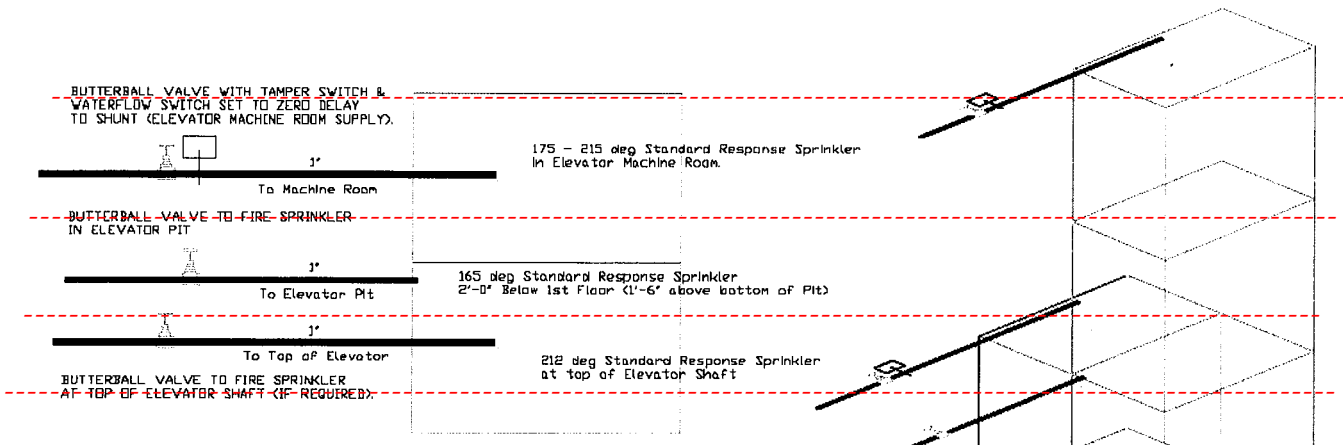 BUTTERBALL VALVE WITH TAMPER SWITCH &
WATERFLOW SWITCH SET TO ZERO DELAY
TO SHUNT (ELEVATOR MACHINE ROOM SUPPLY).
1"
To Machine Room
175 - 215 deg Standard Response Sprinkler
in Elevator Machine Room.
BUTTERBALL VALVE TO FIRE SPRINKLER
IN ELEVATOR PIT
1"
To Elevator Pit
165 deg Standard Response Sprinkler
2'-0" Below 1st Floor (1'-6" above bottom of Pit)
1"
To Top of Elevator
212 deg Standard Response Sprinkler
at top of Elevator Shaft
BUTTERBALL VALVE TO FIRE SPRINKLER
AT TOP OF ELEVATOR SHAFT (IF REQUIRED).